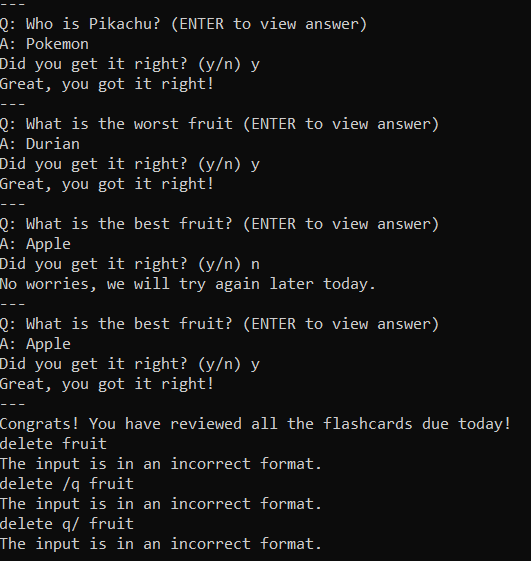 ---
Q: Who is Pikachu? (ENTER to view answer)
A: Pokemon
Did you get it right? (y/n) y
Great, you got it right!
---
Q: What is the worst fruit (ENTER to view answer)
A: Durian
Did you get it right? (y/n) y
Great, you got it right!
---
Q: What is the best fruit? (ENTER to view answer)
A: Apple
Did you get it right? (y/n) n
No worries, we will try again later today.
---
Q: What is the best fruit? (ENTER to view answer)
A: Apple
Did you get it right? (y/n) y
Great, you got it right!
---
Congrats! You have reviewed all the flashcards due today!
delete fruit
The input is in an incorrect format.
delete /q fruit
The input is in an incorrect format.
delete q/ fruit
The input is in an incorrect format.